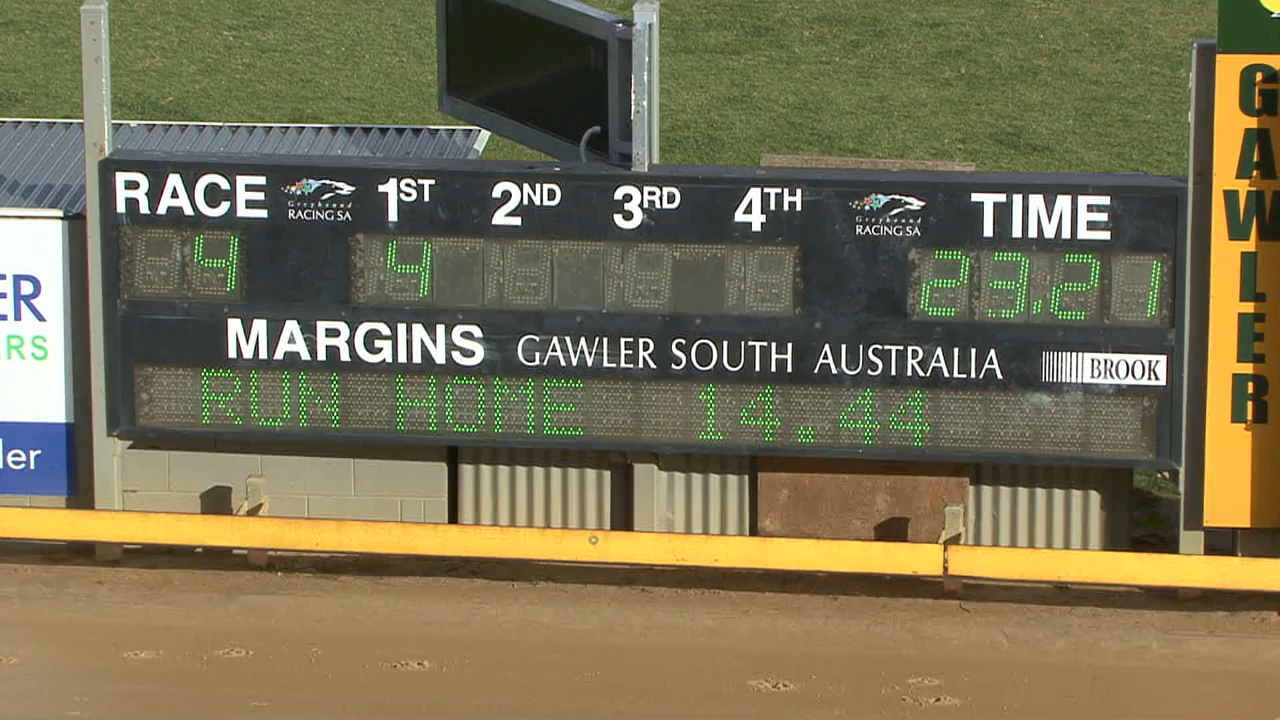 RACE Greyhound RACING SA 1ST 2ND 3RD 4TH Greyhound RACING SA TIME
4 4 23.21
MARGINS GAWLER SOUTH AUSTRALIA BROOK
RUN HOME 14.44
ER
RS
ler
GAWLER